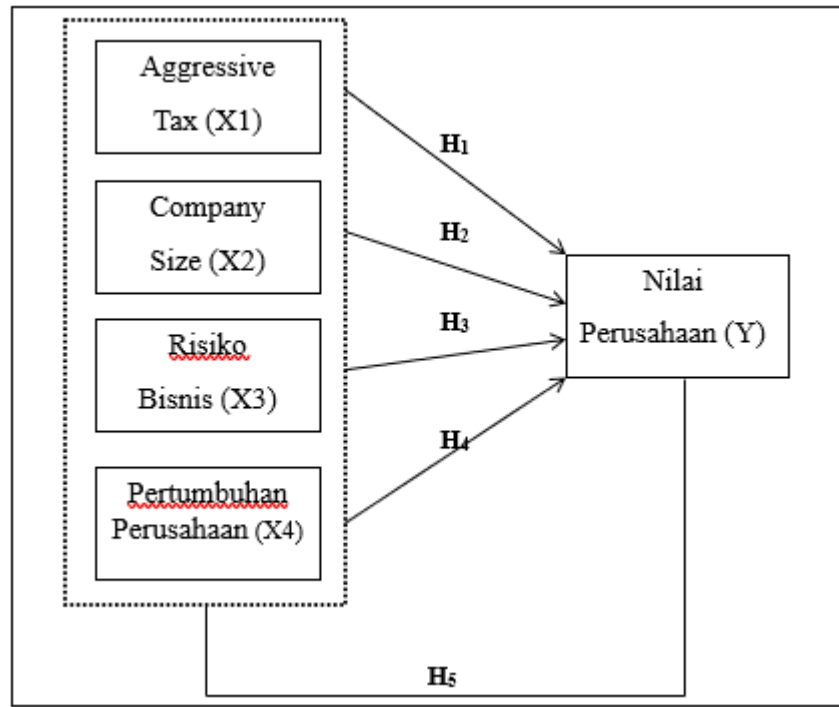 Aggressive
Tax (X1)
Company
Size (X2)
Risiko
Bisnis (X3)
Pertumbuhan
Perusahaan (X4)
H₁
H₂
H₃
H₄
Nilai
Perusahaan (Y)
H₅